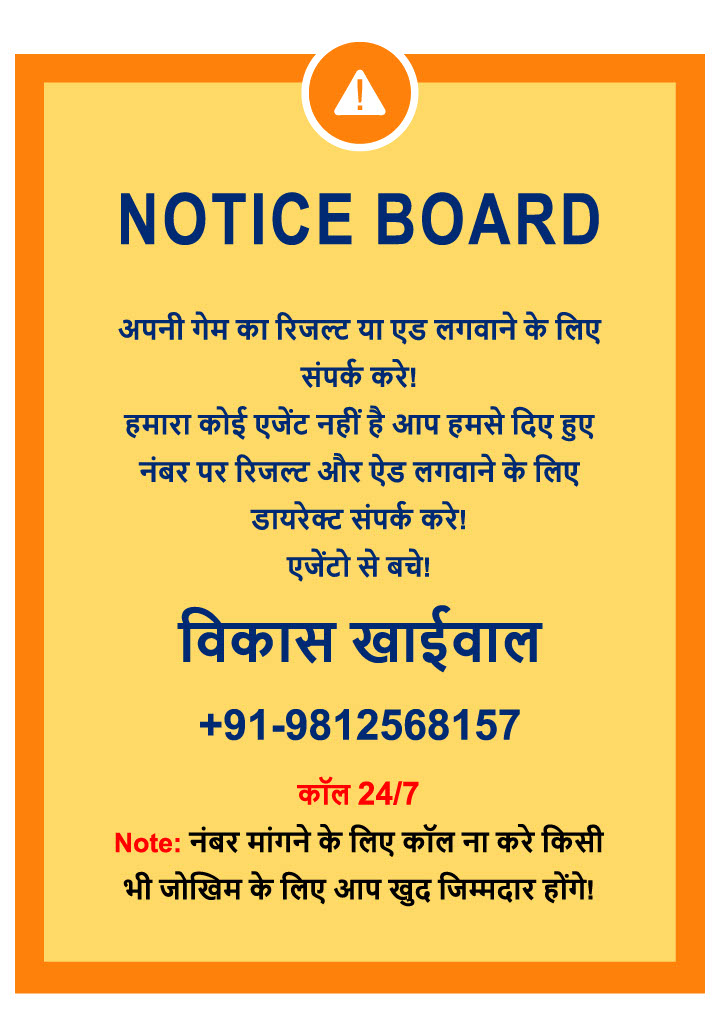 NOTICE BOARD
अपनी गेम का रिजल्ट या एड लगवाने के लिए
संपर्क करे!
हमारा कोई एजेंट नहीं है आप हमसे दिए हुए
नंबर पर रिजल्ट और ऐड लगवाने के लिए
डायरेक्ट संपर्क करे!
एजेंटो से बचे!
विकास खाईवाल
+91-9812568157
कॉल 24/7
Note: नंबर मांगने के लिए कॉल ना करे किसी
भी जोखिम के लिए आप खुद जिम्मदार होंगे!